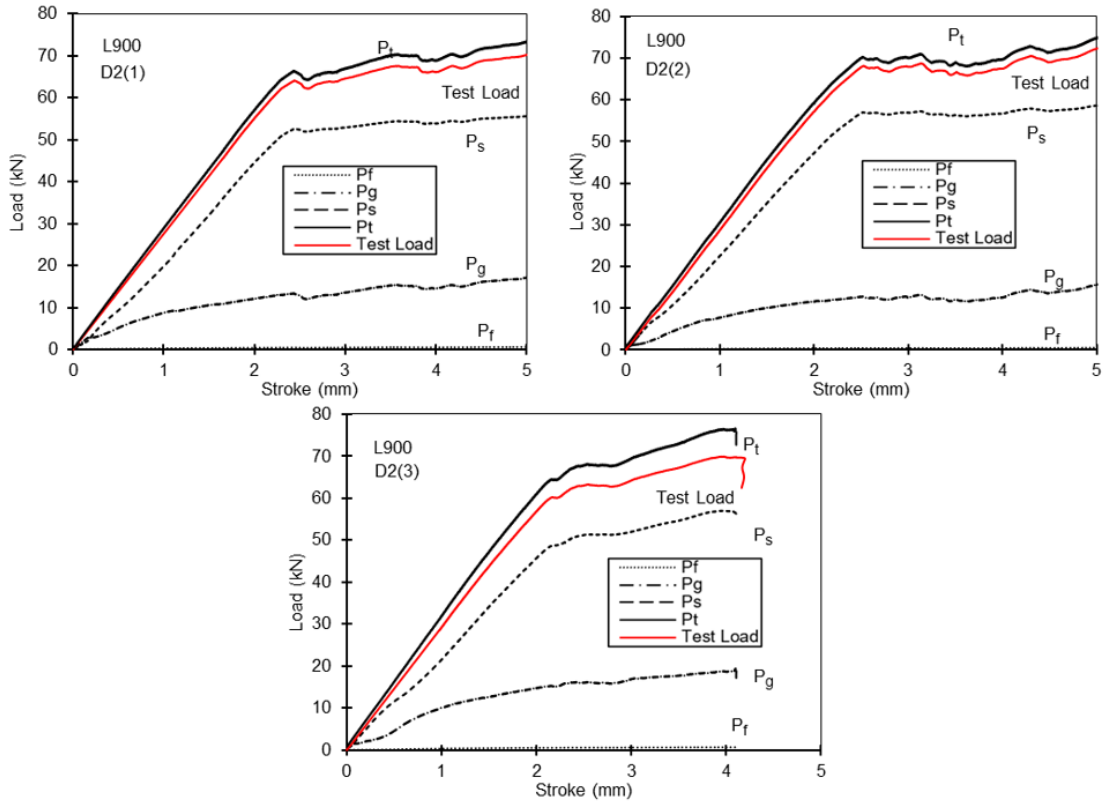 L900
D2(1)
Load (kN)
80
70
60
50
40
30
20
10
0
Pt
Test Load
Ps
Pf
Pg
Ps
Pt
Test Load
Pg
Pf
0 1 2 3 4 5
Stroke (mm)
L900
D2(2)
Load (kN)
80
70
60
50
40
30
20
10
0
Pt
Test Load
Ps
Pf
Pg
Ps
Pt
Test Load
Pg
Pf
0 1 2 3 4 5
Stroke (mm)
L900
D2(3)
Load (kN)
80
70
60
50
40
30
20
10
0
Pt
Test Load
Ps
Pf
Pg
Ps
Pt
Test Load
Pg
Pf
0 1 2 3 4 5
Stroke (mm)